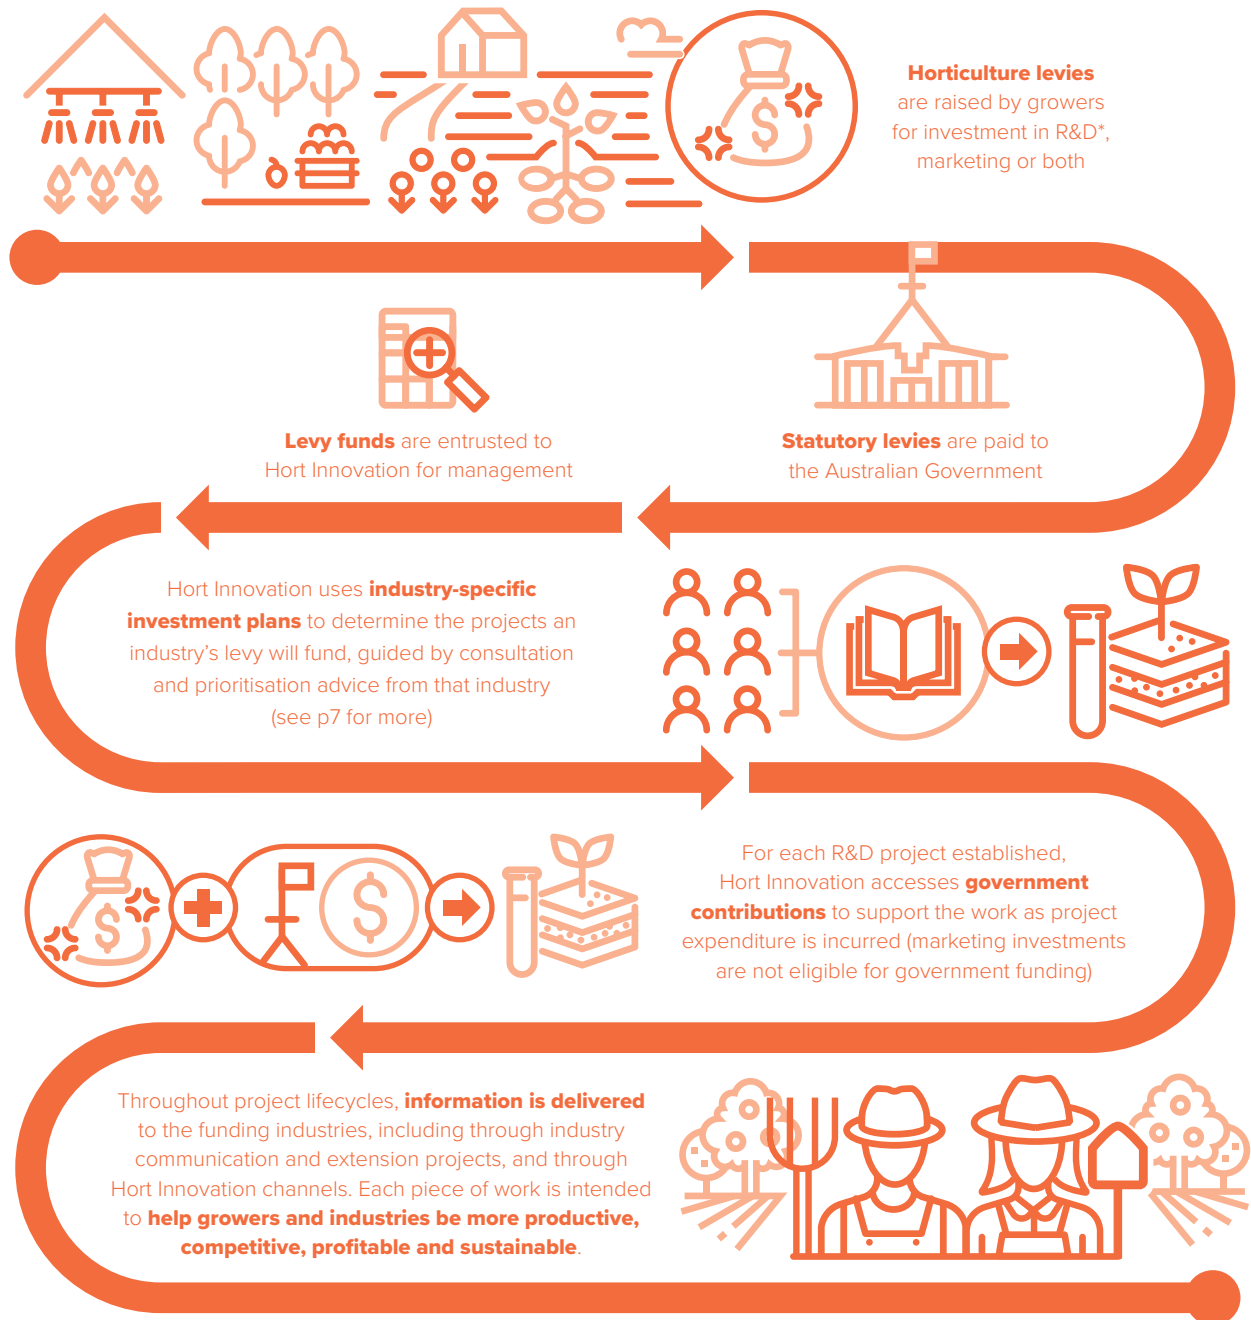 Horticulture levies
are raised by growers
for investment in R&D*,
marketing or both
Statutory levies are paid to
the Australian Government
Levy funds are entrusted to
Hort Innovation for management
Hort Innovation uses industry-specific
investment plans to determine the projects an
industry’s levy will fund, guided by consultation
and prioritisation advice from that industry
(see p7 for more)
For each R&D project established,
Hort Innovation accesses government
contributions to support the work as project
expenditure is incurred (marketing investments
are not eligible for government funding)
Throughout project lifecycles, information is delivered
to the funding industries, including through industry
communication and extension projects, and through
Hort Innovation channels. Each piece of work is intended
to help growers and industries be more productive,
competitive, profitable and sustainable.